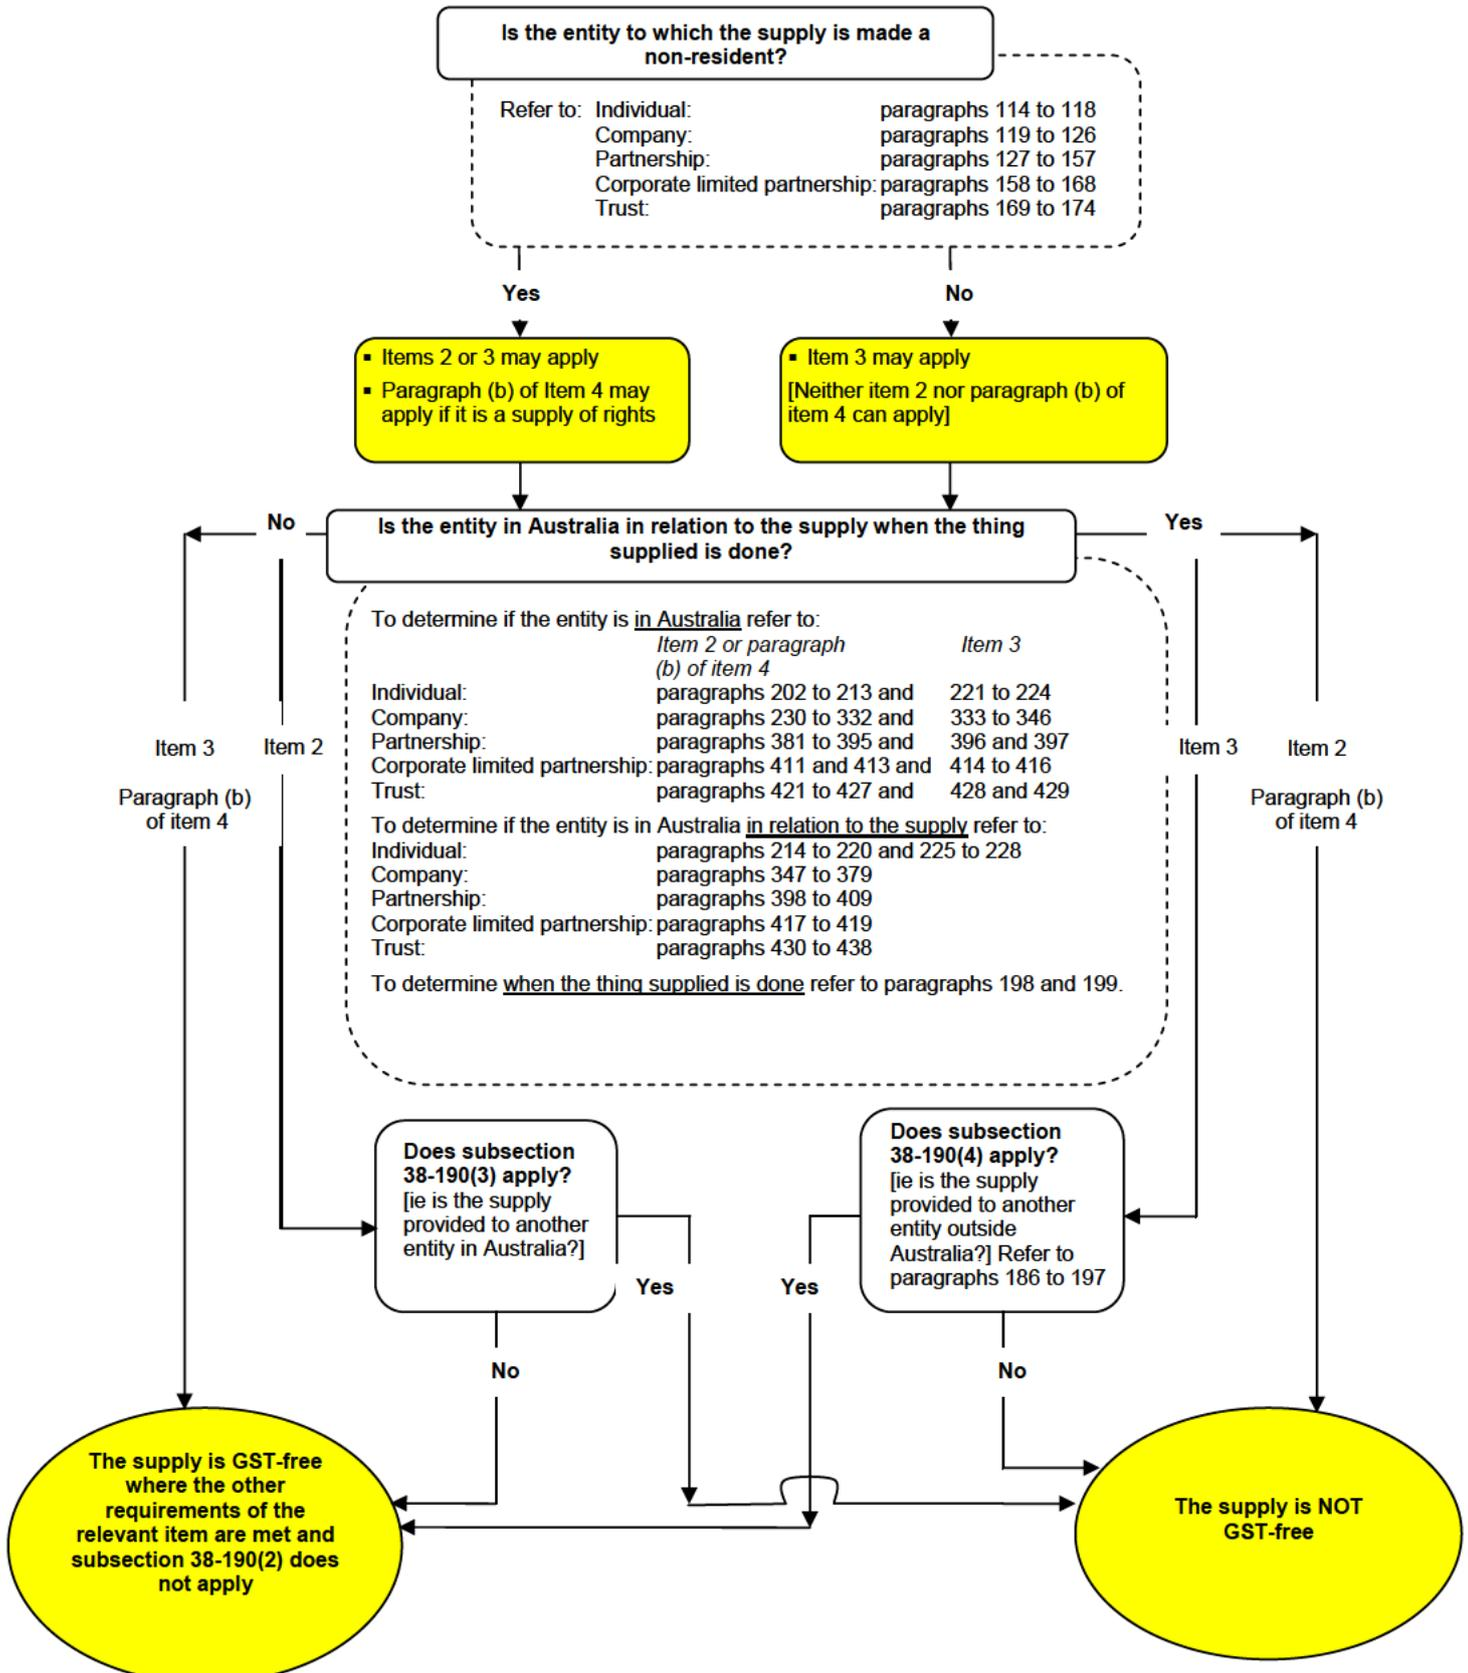 Is the entity to which the supply is made a
non-resident?
Refer to: Individual: paragraphs 114 to 118
Company: paragraphs 119 to 126
Partnership: paragraphs 127 to 157
Corporate limited partnership: paragraphs 158 to 168
Trust: paragraphs 169 to 174
Yes
No
▪ Items 2 or 3 may apply
▪ Paragraph (b) of Item 4 may
apply if it is a supply of rights
▪ Item 3 may apply
[Neither item 2 nor paragraph (b) of
item 4 can apply]
No
Is the entity in Australia in relation to the supply when the thing
supplied is done?
Yes
To determine if the entity is in Australia refer to:
Item 2 or paragraph Item 3
(b) of item 4
Individual: paragraphs 202 to 213 and 221 to 224
Company: paragraphs 230 to 332 and 333 to 346
Partnership: paragraphs 381 to 395 and 396 and 397
Corporate limited partnership: paragraphs 411 and 413 and 414 to 416
Trust: paragraphs 421 to 427 and 428 and 429
To determine if the entity is in Australia in relation to the supply refer to:
Individual: paragraphs 214 to 220 and 225 to 228
Company: paragraphs 347 to 379
Partnership: paragraphs 398 to 409
Corporate limited partnership: paragraphs 417 to 419
Trust: paragraphs 430 to 438
To determine when the thing supplied is done refer to paragraphs 198 and 199.
Item 3
Paragraph (b)
of item 4
Item 2
Item 3
Item 2
Paragraph (b)
of item 4
Does subsection
38-190(3) apply?
[ie is the supply
provided to another
entity in Australia?]
Yes
No
Does subsection
38-190(4) apply?
[ie is the supply
provided to another
entity outside
Australia?] Refer to
paragraphs 186 to 197
Yes
No
The supply is GST-free
where the other
requirements of the
relevant item are met and
subsection 38-190(2) does
not apply
The supply is NOT
GST-free